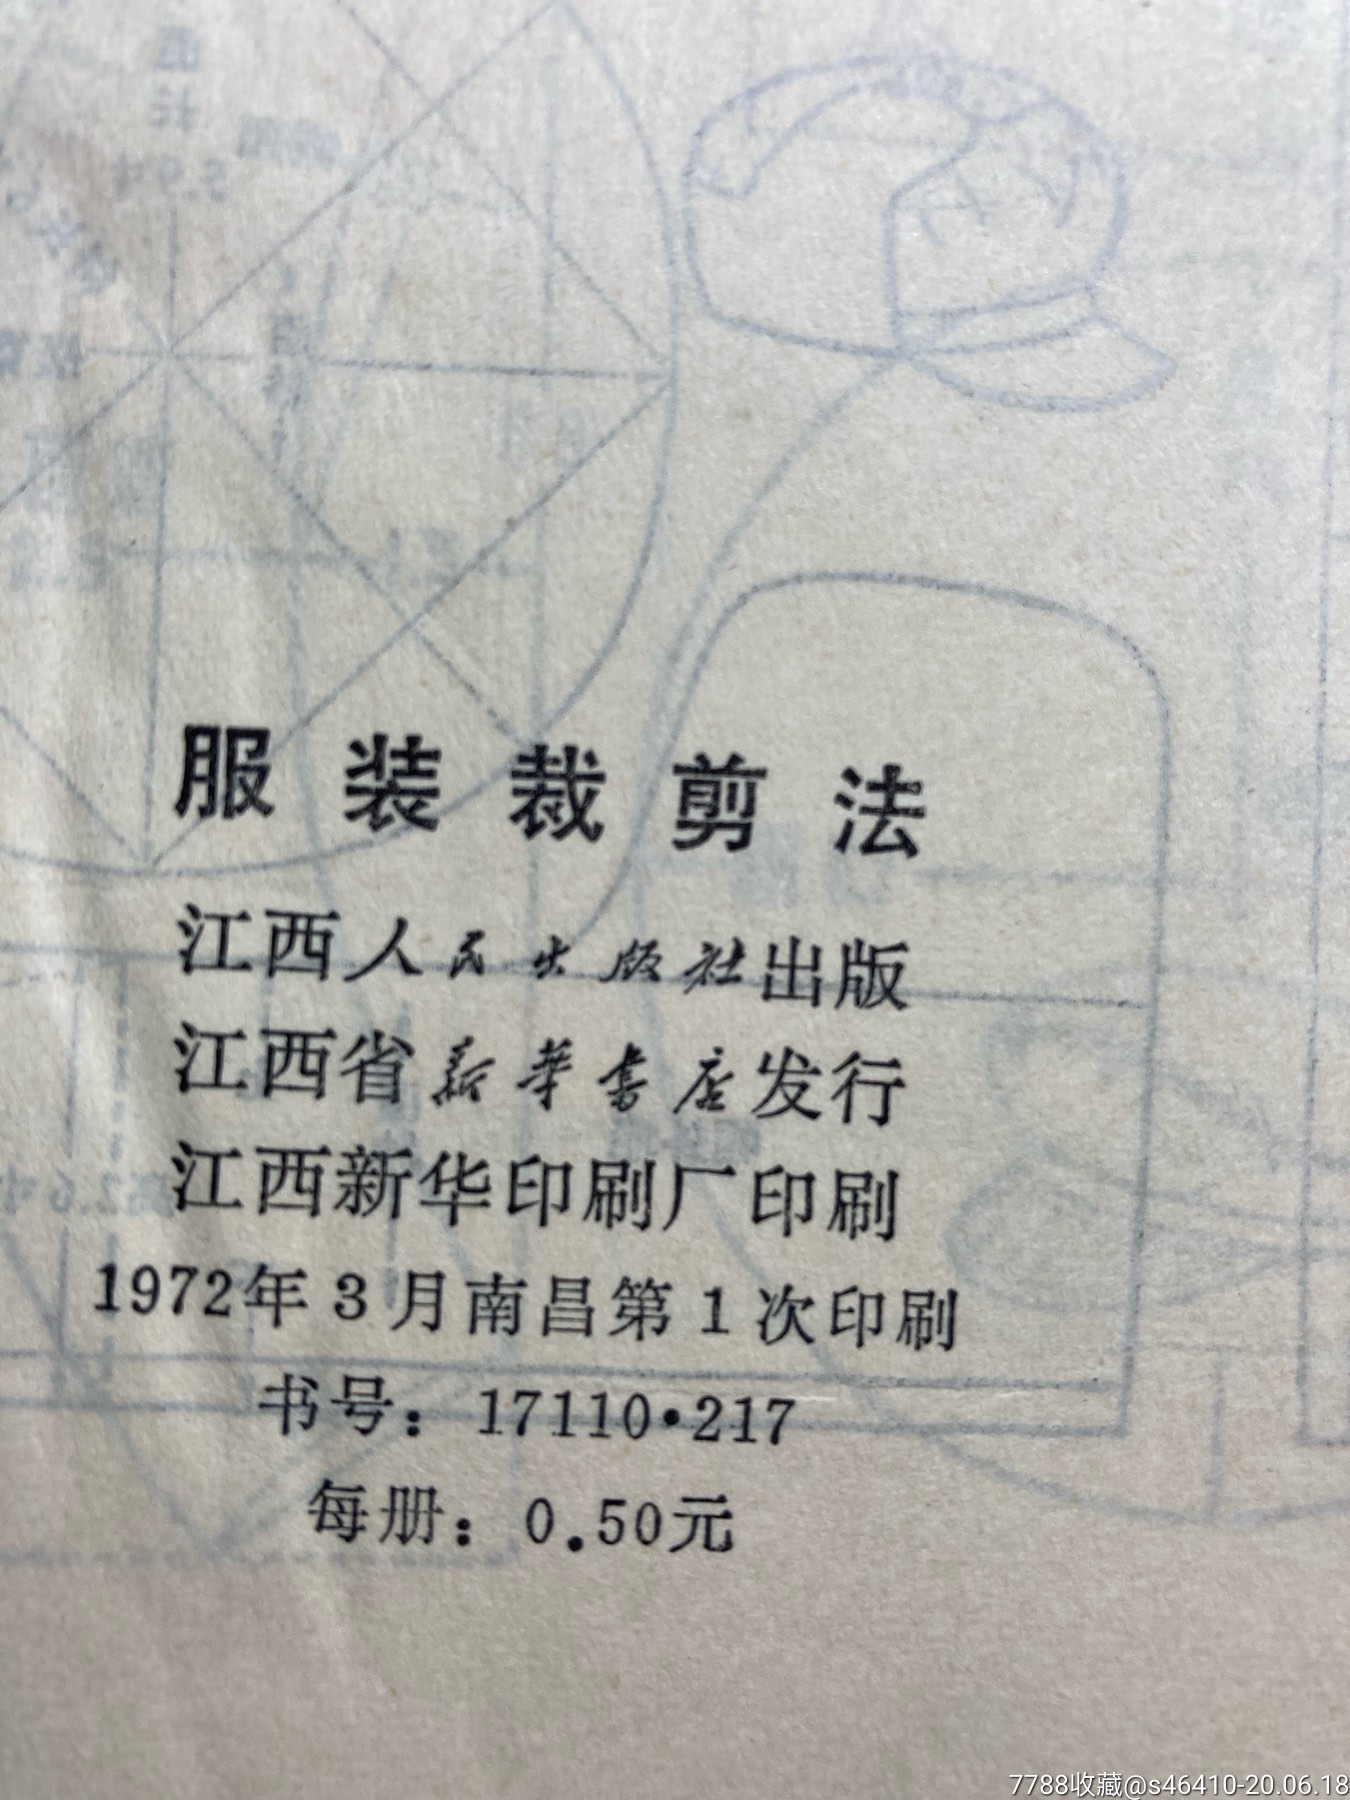 服装裁剪法
江西人民出版社出版
江西省新華書店发行
江西新华印刷厂印刷
1972年3月南昌第1次印刷
书号：17110·217
每册：0.50元
7788收藏@s46410-20.06.18